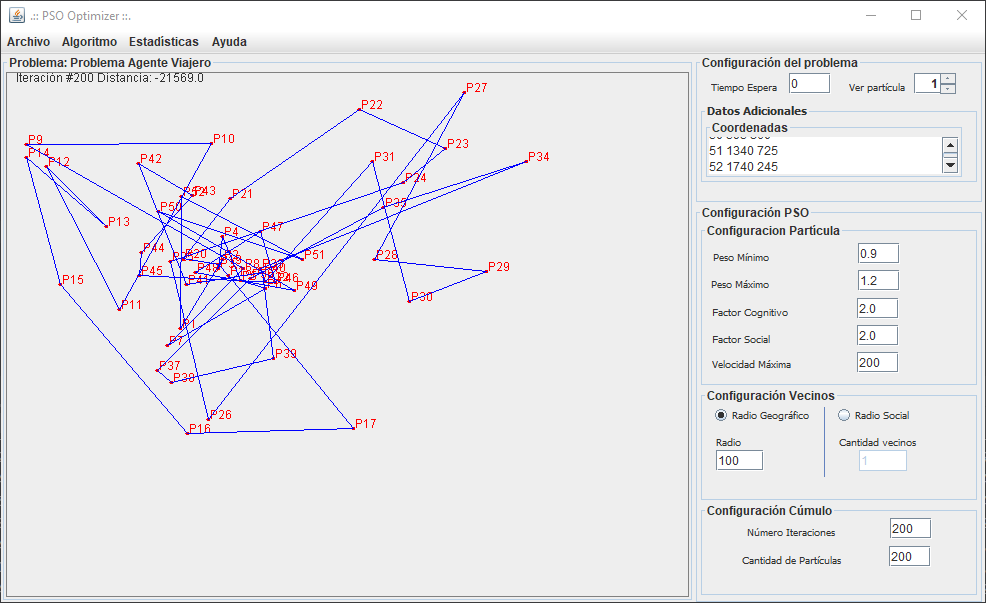 .:: PSO Optimizer ::.
Archivo Algoritmo Estadísticas Ayuda
Problema: Problema Agente Viajero
Iteración #200 Distancia: -21569.0
P27
P22
P9
P10
P23
P14
P12
P42
P31
P34
P24
P52
P43
P21
P50
P35
P13
P4
P47
P44
P20
P51
P28
P45
P41
P46
P49
P29
P15
P30
P11
P1
P7
P39
P37
P38
P26
P16
P17
Configuración del problema
Tiempo Espera 0 Ver partícula 1
Datos Adicionales
Coordenadas
51 1340 725
52 1740 245
Configuración PSO
Configuracion Partícula
Peso Mínimo 0.9
Peso Máximo 1.2
Factor Cognitivo 2.0
Factor Social 2.0
Velocidad Máxima 200
Configuración Vecinos
Radio Geográfico Radio Social
Radio Cantidad vecinos
100 1
Configuración Cúmulo
Número Iteraciones 200
Cantidad de Partículas 200